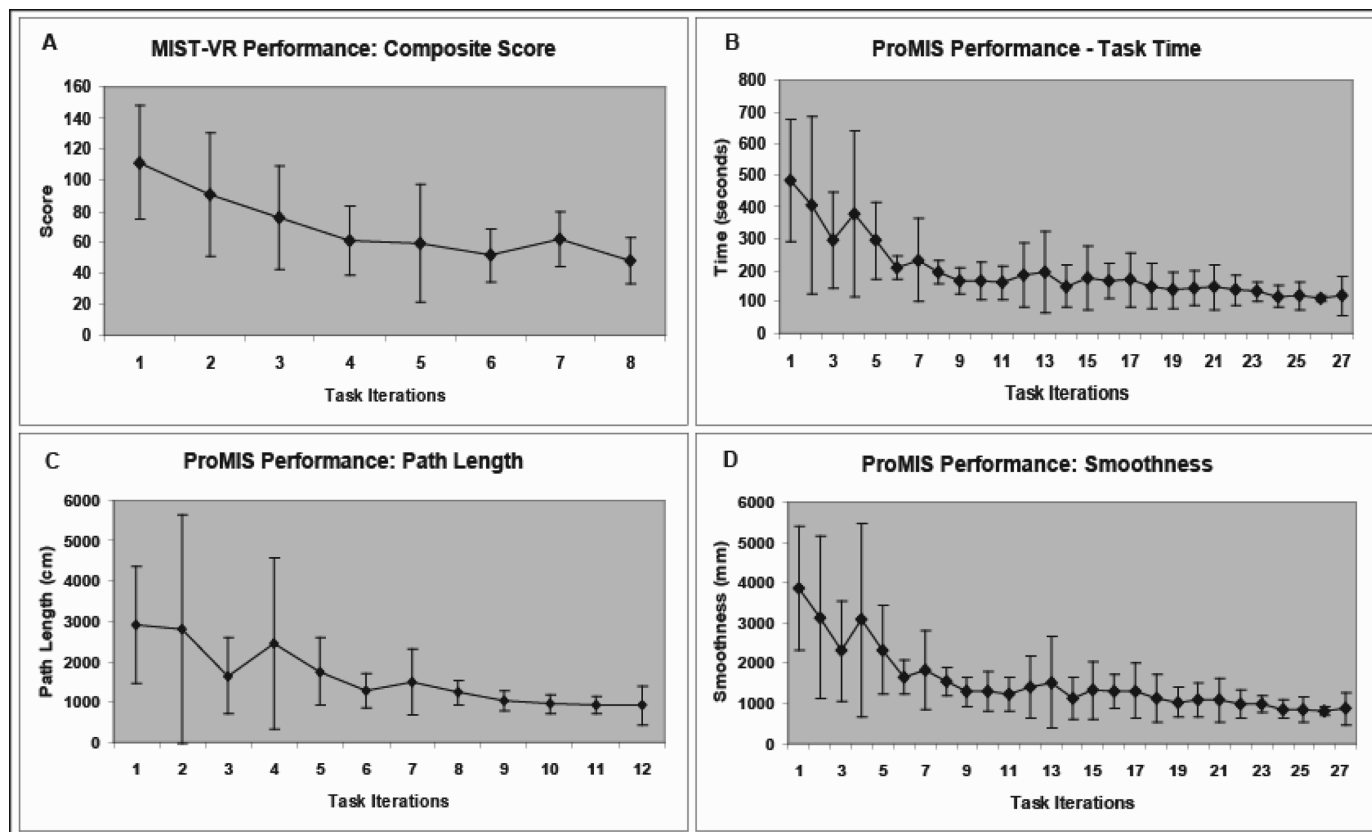 A
MIST-VR Performance: Composite Score
160
140
120
100
80
60
40
20
0
Score
1 2 3 4 5 6 7 8
Task Iterations
B
ProMIS Performance - Task Time
800
700
600
500
400
300
200
100
0
Time (seconds)
1 3 5 7 9 11 13 15 17 19 21 23 25 27
Task Iterations
C
ProMIS Performance: Path Length
6000
5000
4000
3000
2000
1000
0
Path Length (cm)
1 2 3 4 5 6 7 8 9 10 11 12
Task Iterations
D
ProMIS Performance: Smoothness
6000
5000
4000
3000
2000
1000
0
Smoothness (mm)
1 3 5 7 9 11 13 15 17 19 21 23 25 27
Task Iterations